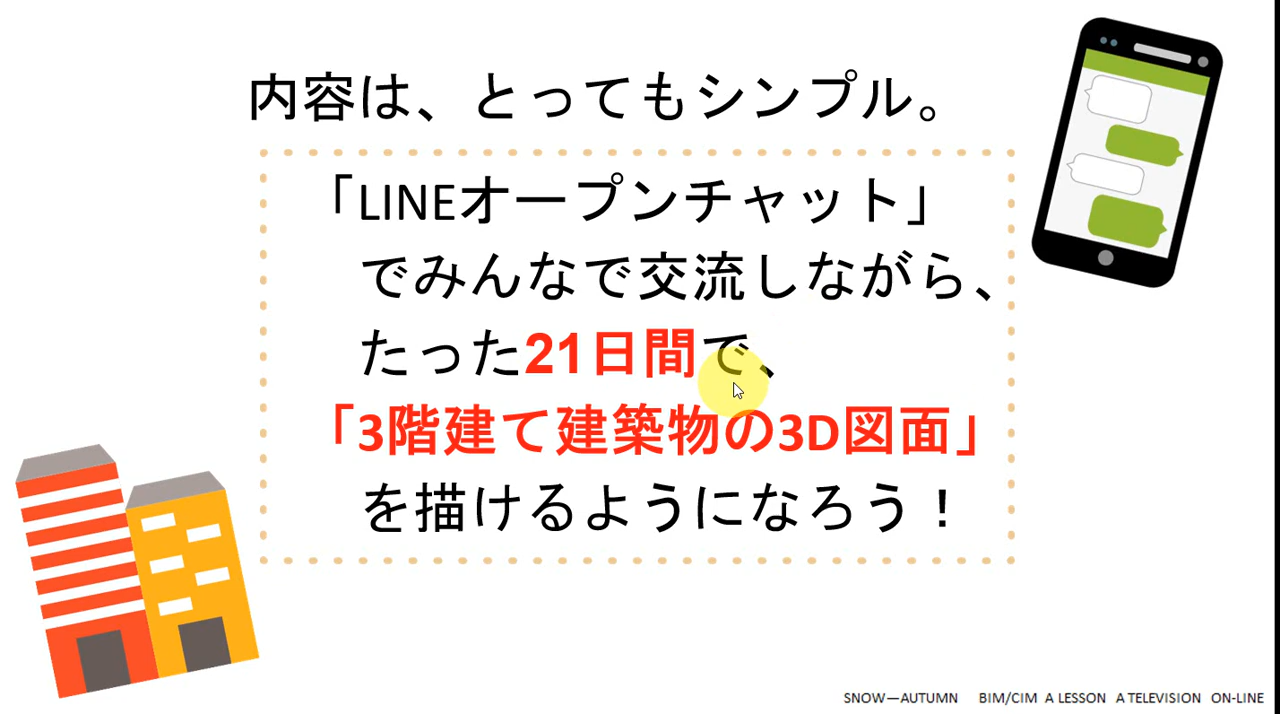 内容は、とってもシンプル。
「LINEオープンチャット」
でみんなで交流しながら、
たった21日間で、
「3階建て建築物の3D図面」
を描けるようになろう！
SNOW—AUTUMN BIM/CIM A LESSON A TELEVISION ON-LINE